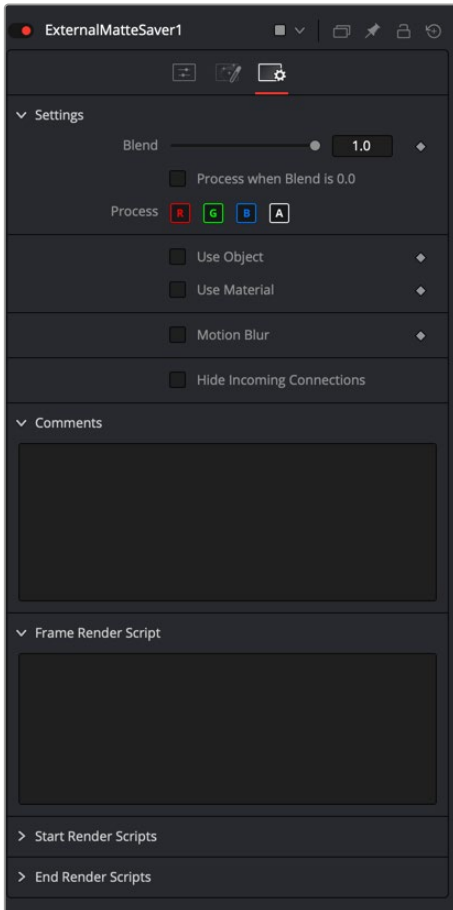 ExternalMatteSaver1
Settings
Blend 1.0
Process when Blend is 0.0
Process R G B A
Use Object
Use Material
Motion Blur
Hide Incoming Connections
Comments
Frame Render Script
Start Render Scripts
End Render Scripts